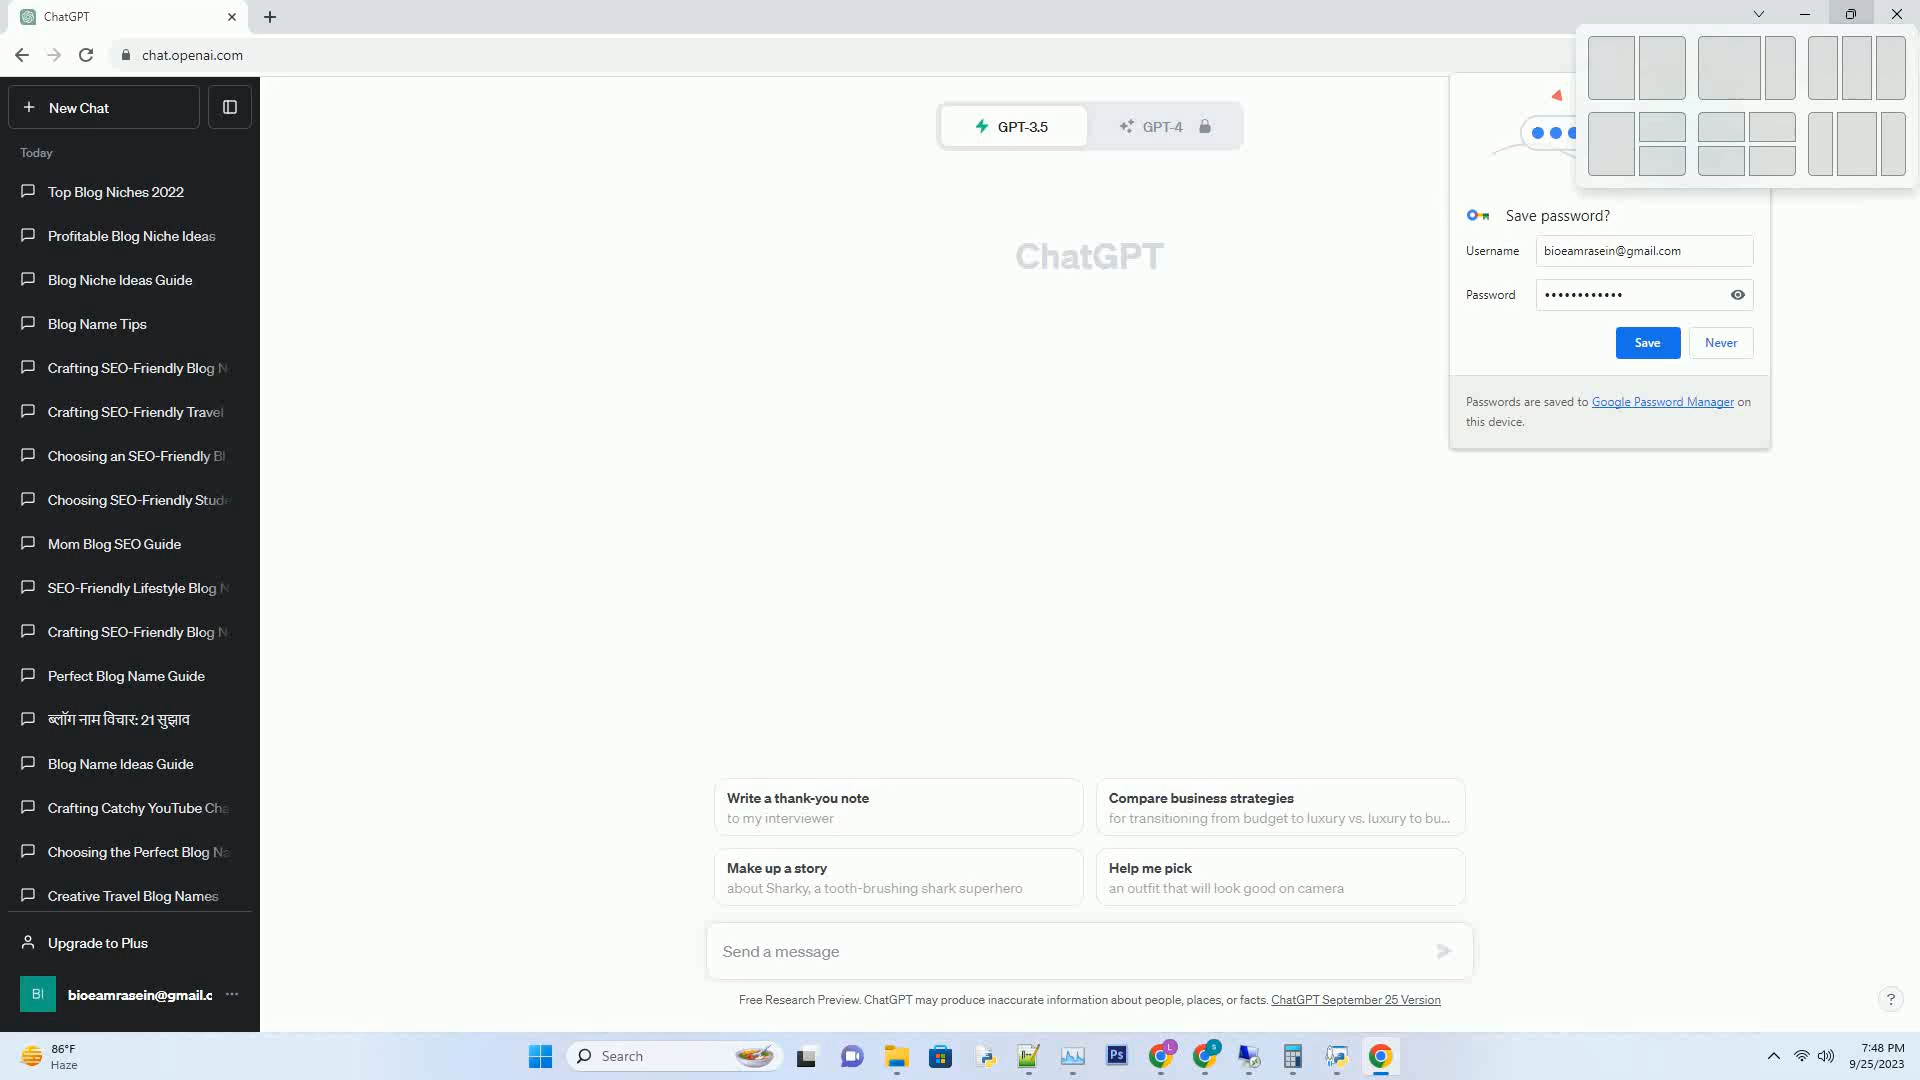 ChatGPT
chat.openai.com
New Chat
Today
Top Blog Niches 2022
Profitable Blog Niche Ideas
Blog Niche Ideas Guide
Blog Name Tips
Crafting SEO-Friendly Blog N
Crafting SEO-Friendly Travel
Choosing an SEO-Friendly Bl
Choosing SEO-Friendly Stude
Mom Blog SEO Guide
SEO-Friendly Lifestyle Blog N
Crafting SEO-Friendly Blog N
Perfect Blog Name Guide
ब्लॉग नाम विचार: 21 सुझाव
Blog Name Ideas Guide
Crafting Catchy YouTube Cha
Choosing the Perfect Blog Na
Creative Travel Blog Names
Upgrade to Plus
BI bioeamrasein@gmail.c
GPT-3.5 GPT-4
ChatGPT
Save password?
Username bioeamrasein@gmail.com
Password ••••••••••••
Save Never
Passwords are saved to Google Password Manager on
this device.
Write a thank-you note
to my interviewer
Compare business strategies
for transitioning from budget to luxury vs. luxury to bu...
Make up a story
about Sharky, a tooth-brushing shark superhero
Help me pick
an outfit that will look good on camera
Send a message
Free Research Preview. ChatGPT may produce inaccurate information about people, places, or facts. ChatGPT September 25 Version
?
86°F
Haze
Search
Ps
L
s
7:48 PM
9/25/2023